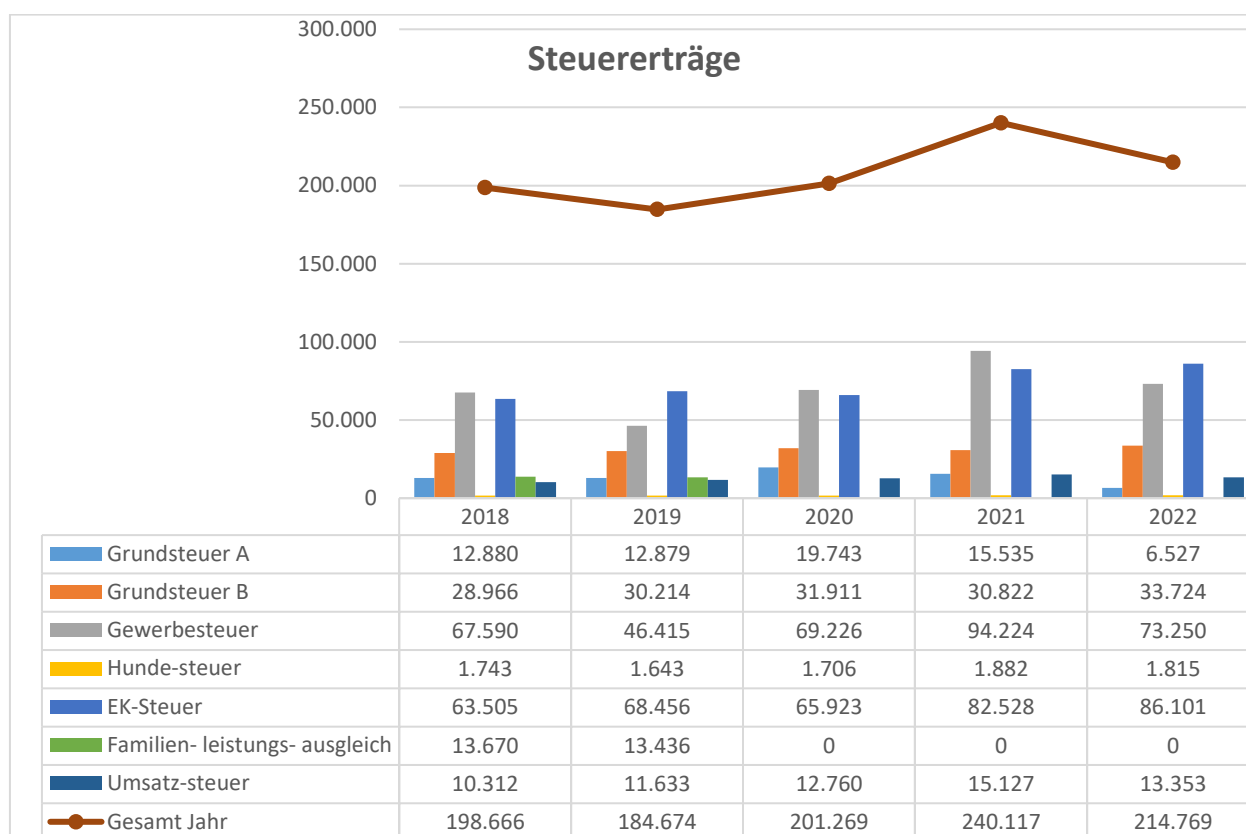 300.000
Steuererträge
250.000
200.000
150.000
100.000
50.000
0
2018 2019 2020 2021 2022
Grundsteuer A 12.880 12.879 19.743 15.535 6.527
Grundsteuer B 28.966 30.214 31.911 30.822 33.724
Gewerbesteuer 67.590 46.415 69.226 94.224 73.250
Hunde-steuer 1.743 1.643 1.706 1.882 1.815
EK-Steuer 63.505 68.456 65.923 82.528 86.101
Familien- leistungs- ausgleich 13.670 13.436 0 0 0
Umsatz-steuer 10.312 11.633 12.760 15.127 13.353
Gesamt Jahr 198.666 184.674 201.269 240.117 214.769